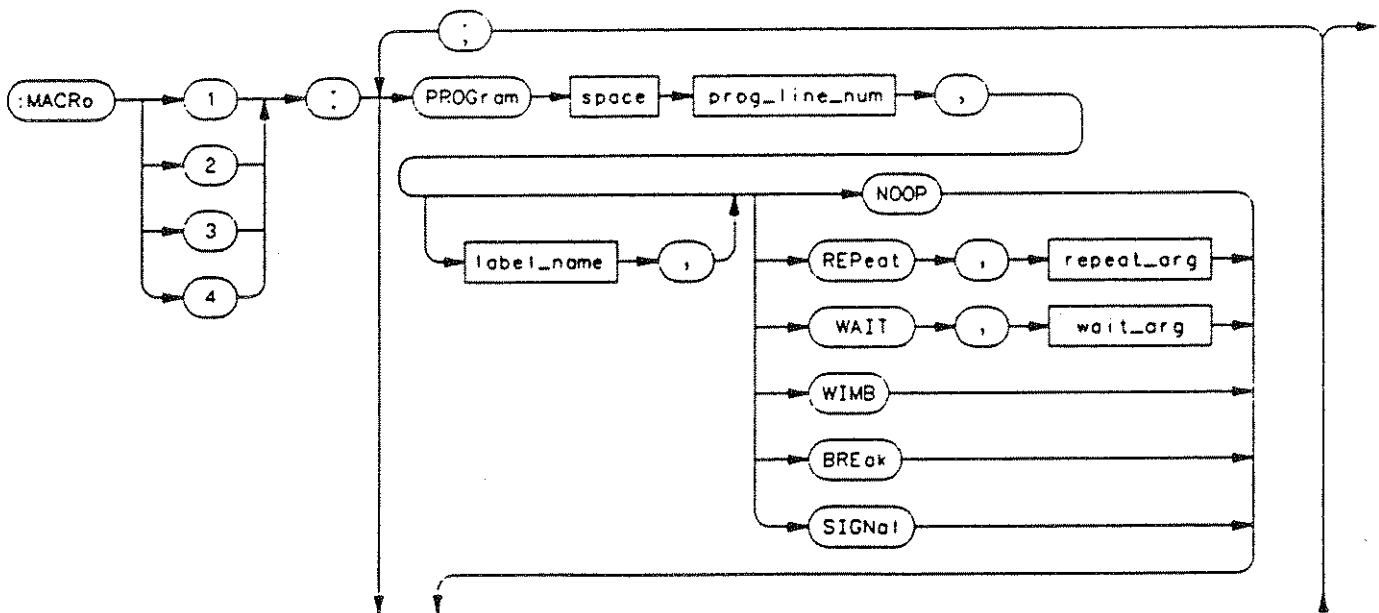 ;
:MACRo 1 : PROGram space prog_line_num ,
2
3
4
NOOP
label_name ,
REPeat , repeat_arg
WAIT , wait_arg
WIMB
BREak
SIGNal